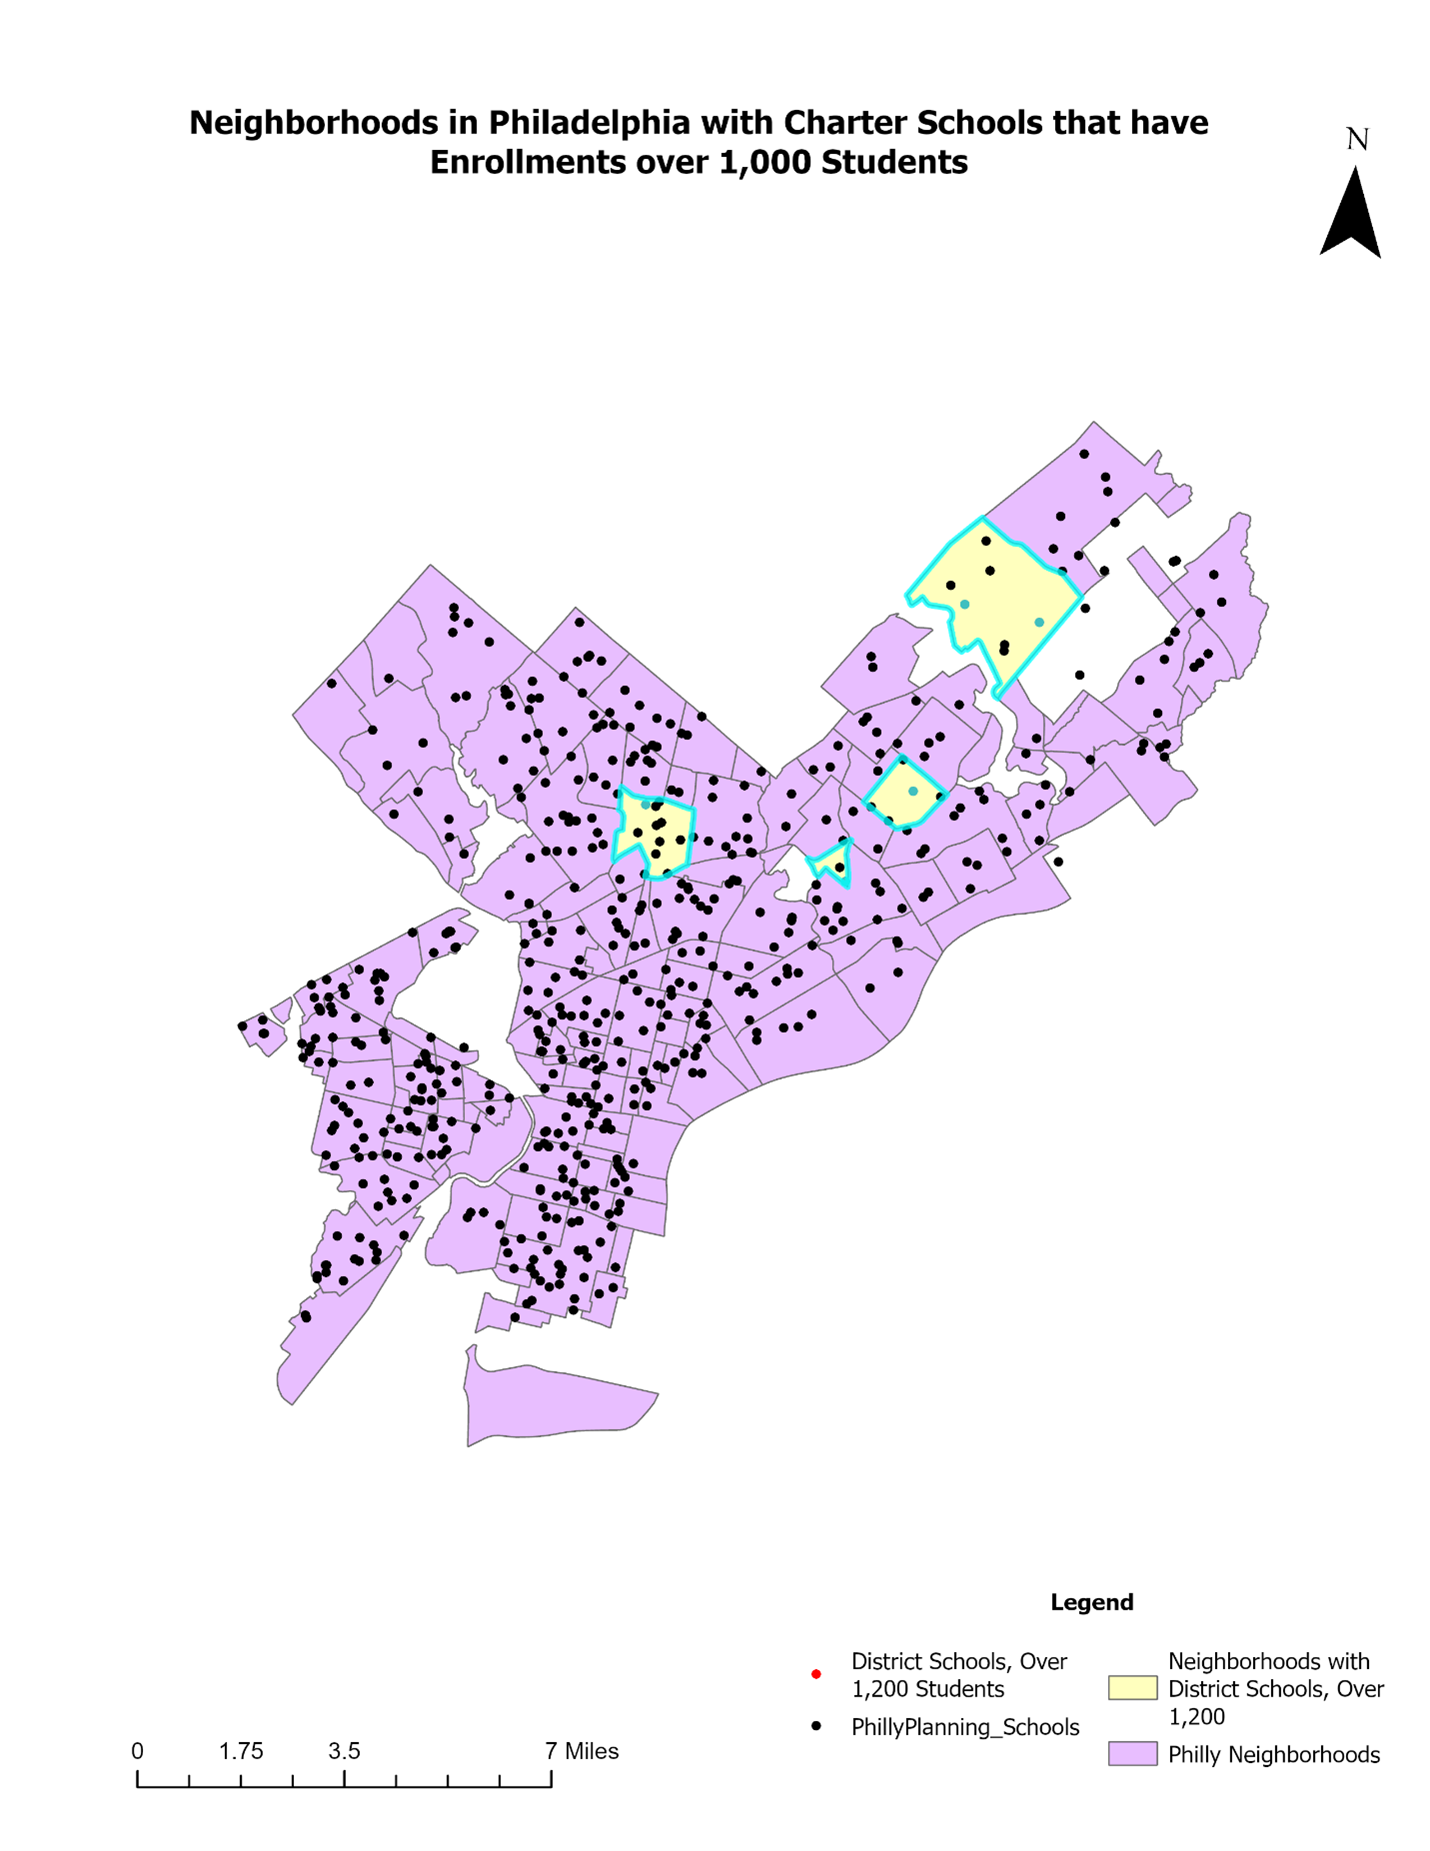 Neighborhoods in Philadelphia with Charter Schools that have
Enrollments over 1,000 Students
N
Legend
District Schools, Over
1,200 Students
PhillyPlanning_Schools
Neighborhoods with
District Schools, Over
1,200
Philly Neighborhoods
0 1.75 3.5 7 Miles